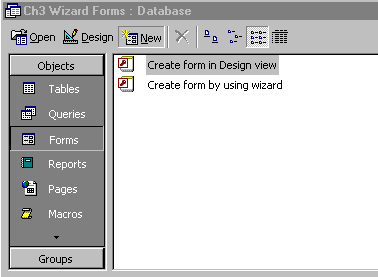 Ch3 Wizard Forms : Database
Open Design New
Objects
Tables
Queries
Forms
Reports
Pages
Macros
Groups
Create form in Design view
Create form by using wizard